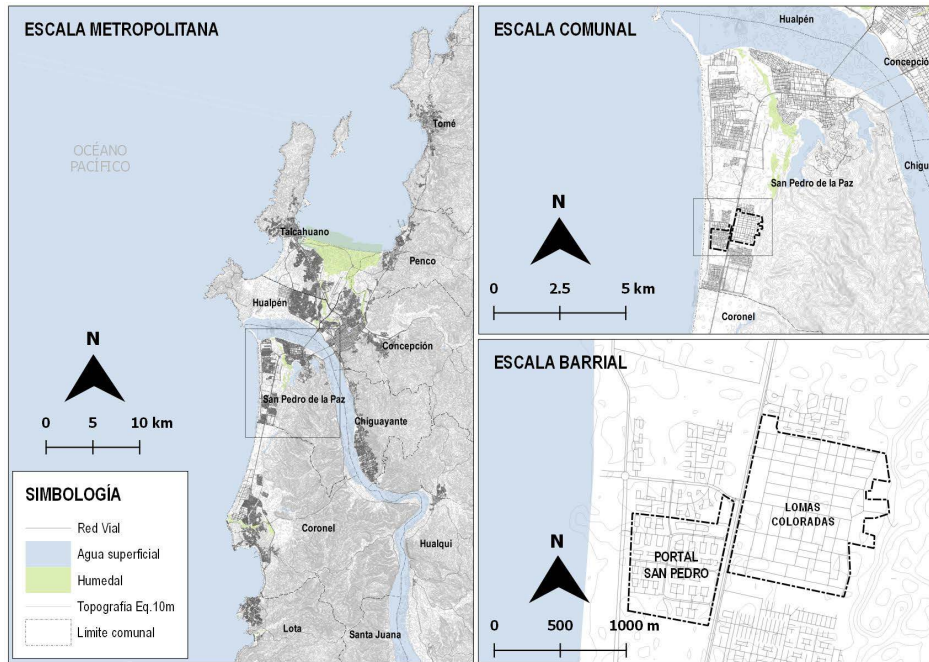 ESCALA METROPOLITANA
OCÉANO
PACÍFICO
Tomé
Talcahuano
Penco
Hualpén
Concepción
San Pedro de la Paz
Chiguayante
Coronel
Hualqui
Lota
Santa Juana
N
0 5 10 km
SIMBOLOGÍA
Red Vial
Agua superficial
Humedal
Topografía Eq.10m
Límite comunal
ESCALA COMUNAL
Hualpén
Concepció
Chigu
San Pedro de la Paz
Coronel
N
0 2.5 5 km
ESCALA BARRIAL
LOMAS
COLORADAS
PORTAL
SAN PEDRO
N
0 500 1000 m